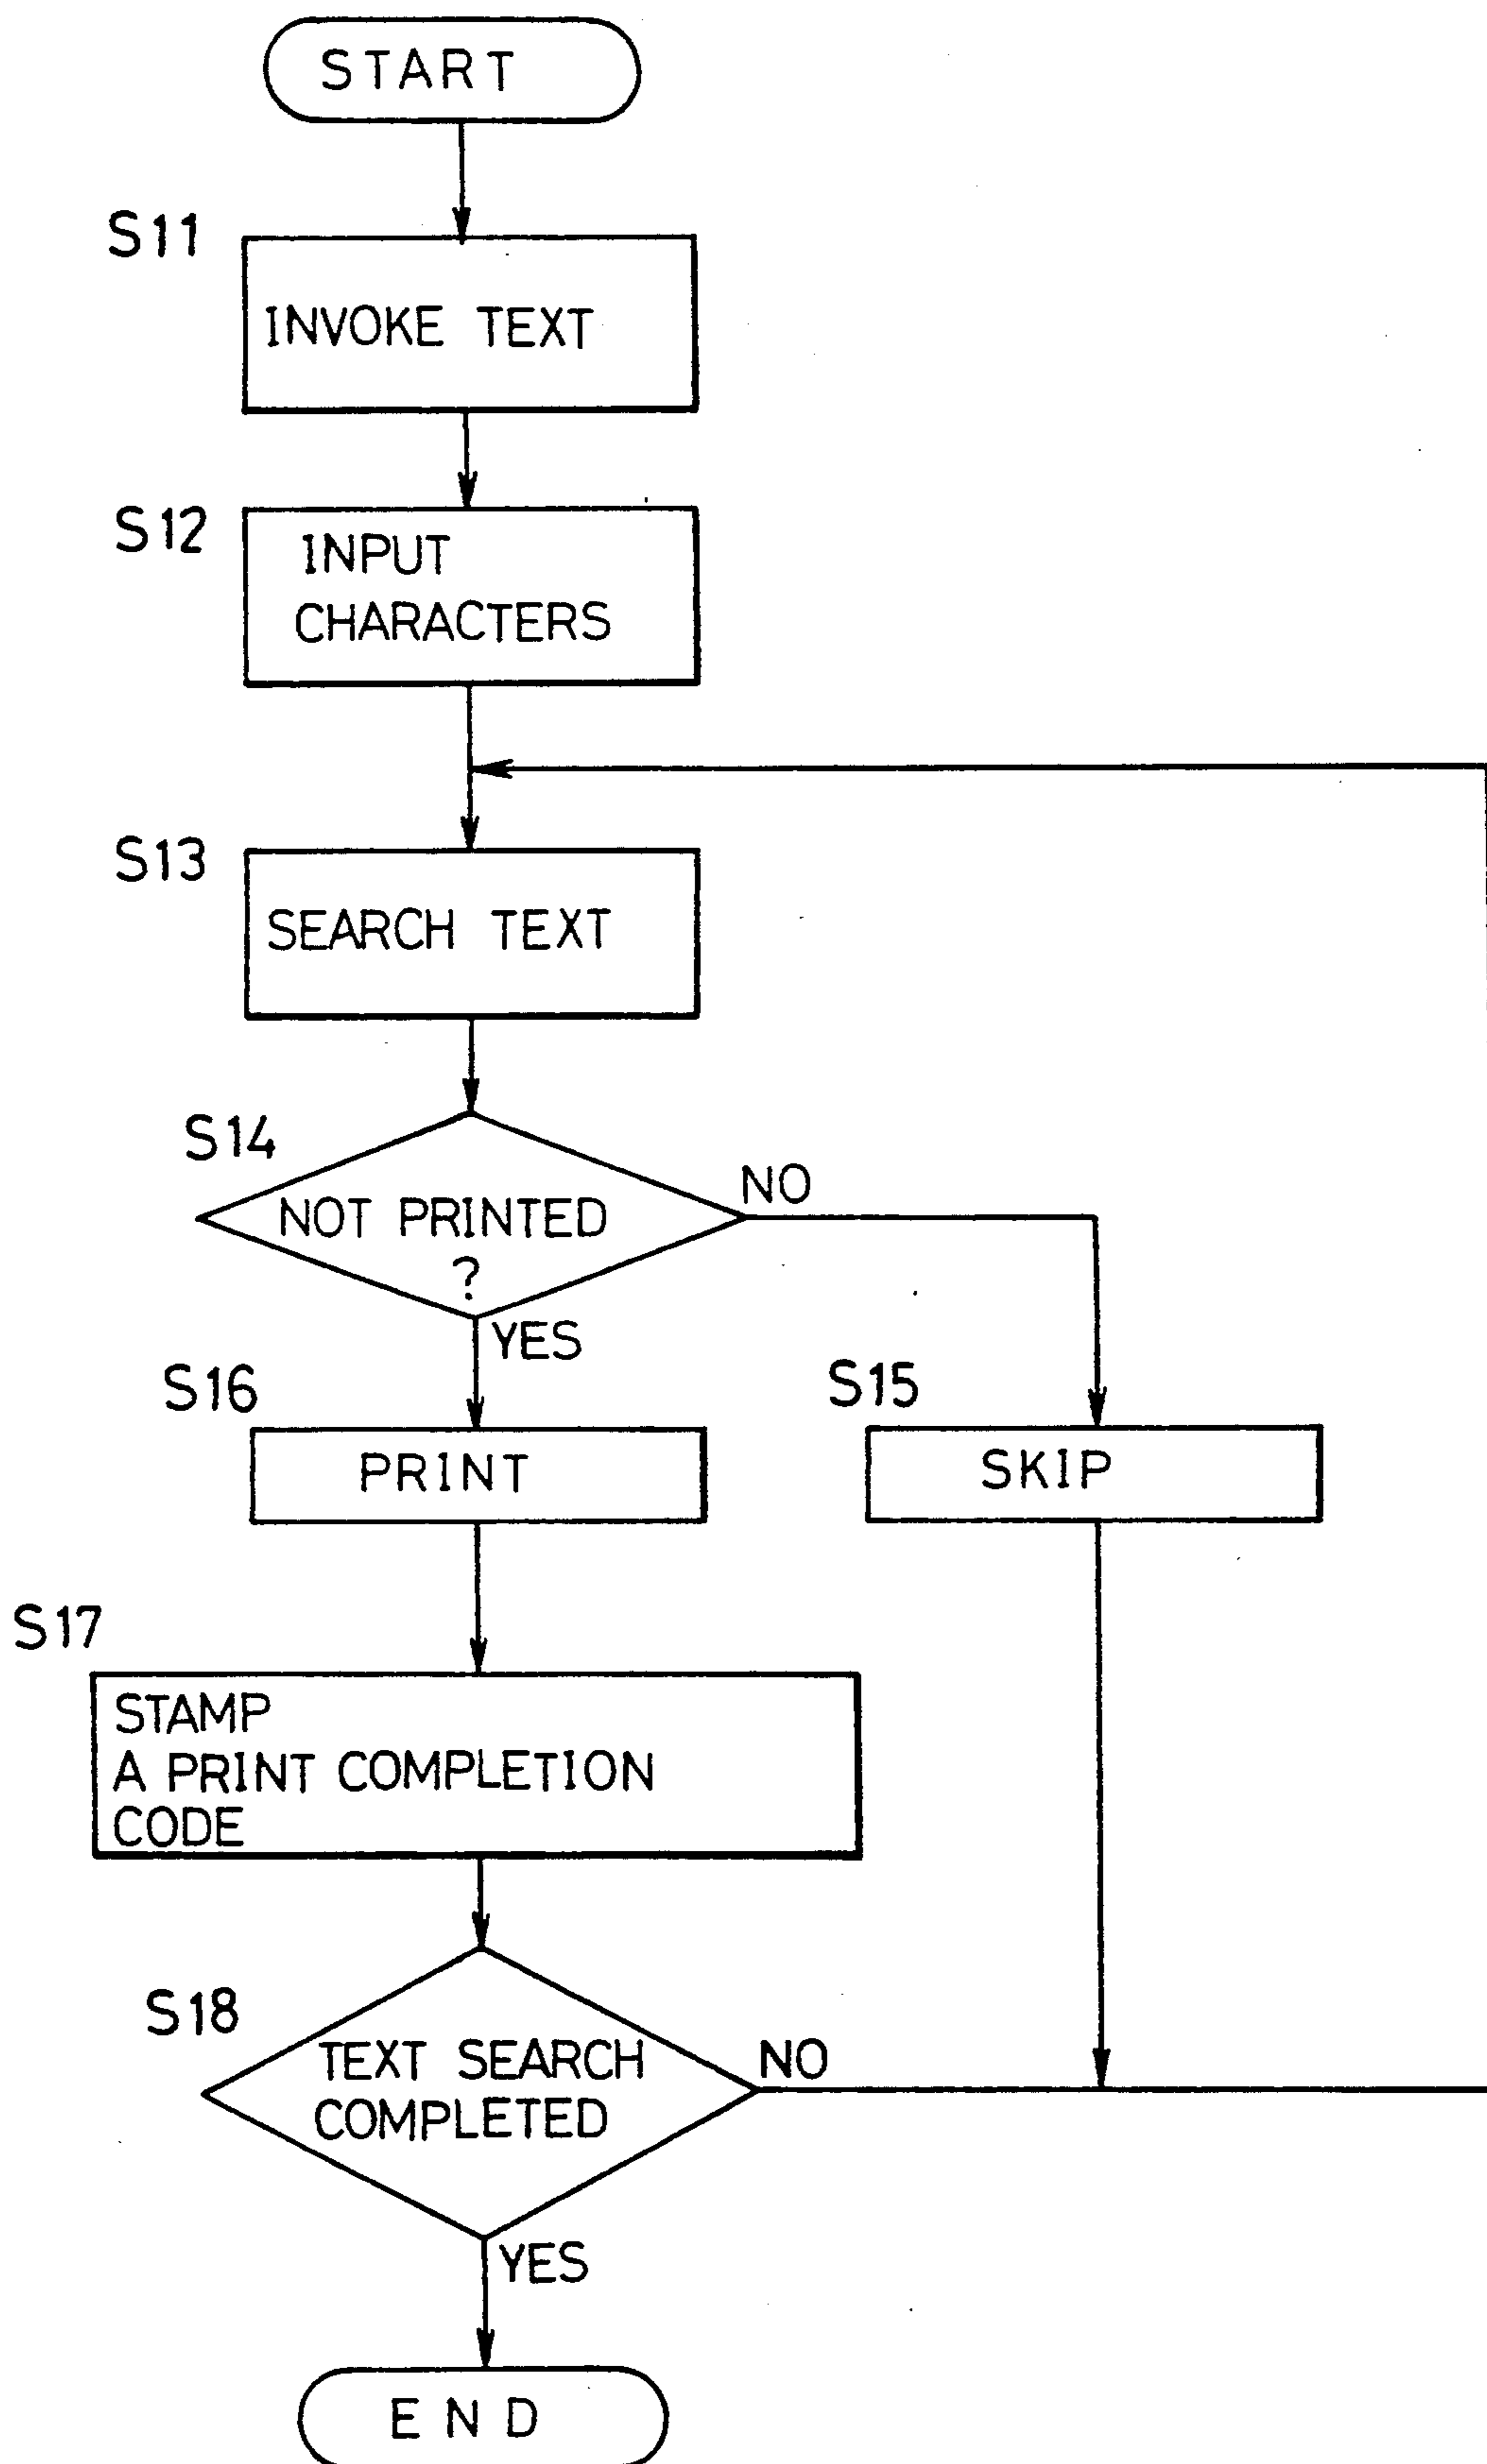 START
S11
INVOKE TEXT
S12
INPUT
CHARACTERS
S13
SEARCH TEXT
S14
NOT PRINTED
?
NO
YES
S16
PRINT
S15
SKIP
S17
STAMP
A PRINT COMPLETION
CODE
S18
TEXT SEARCH
COMPLETED
NO
YES
END